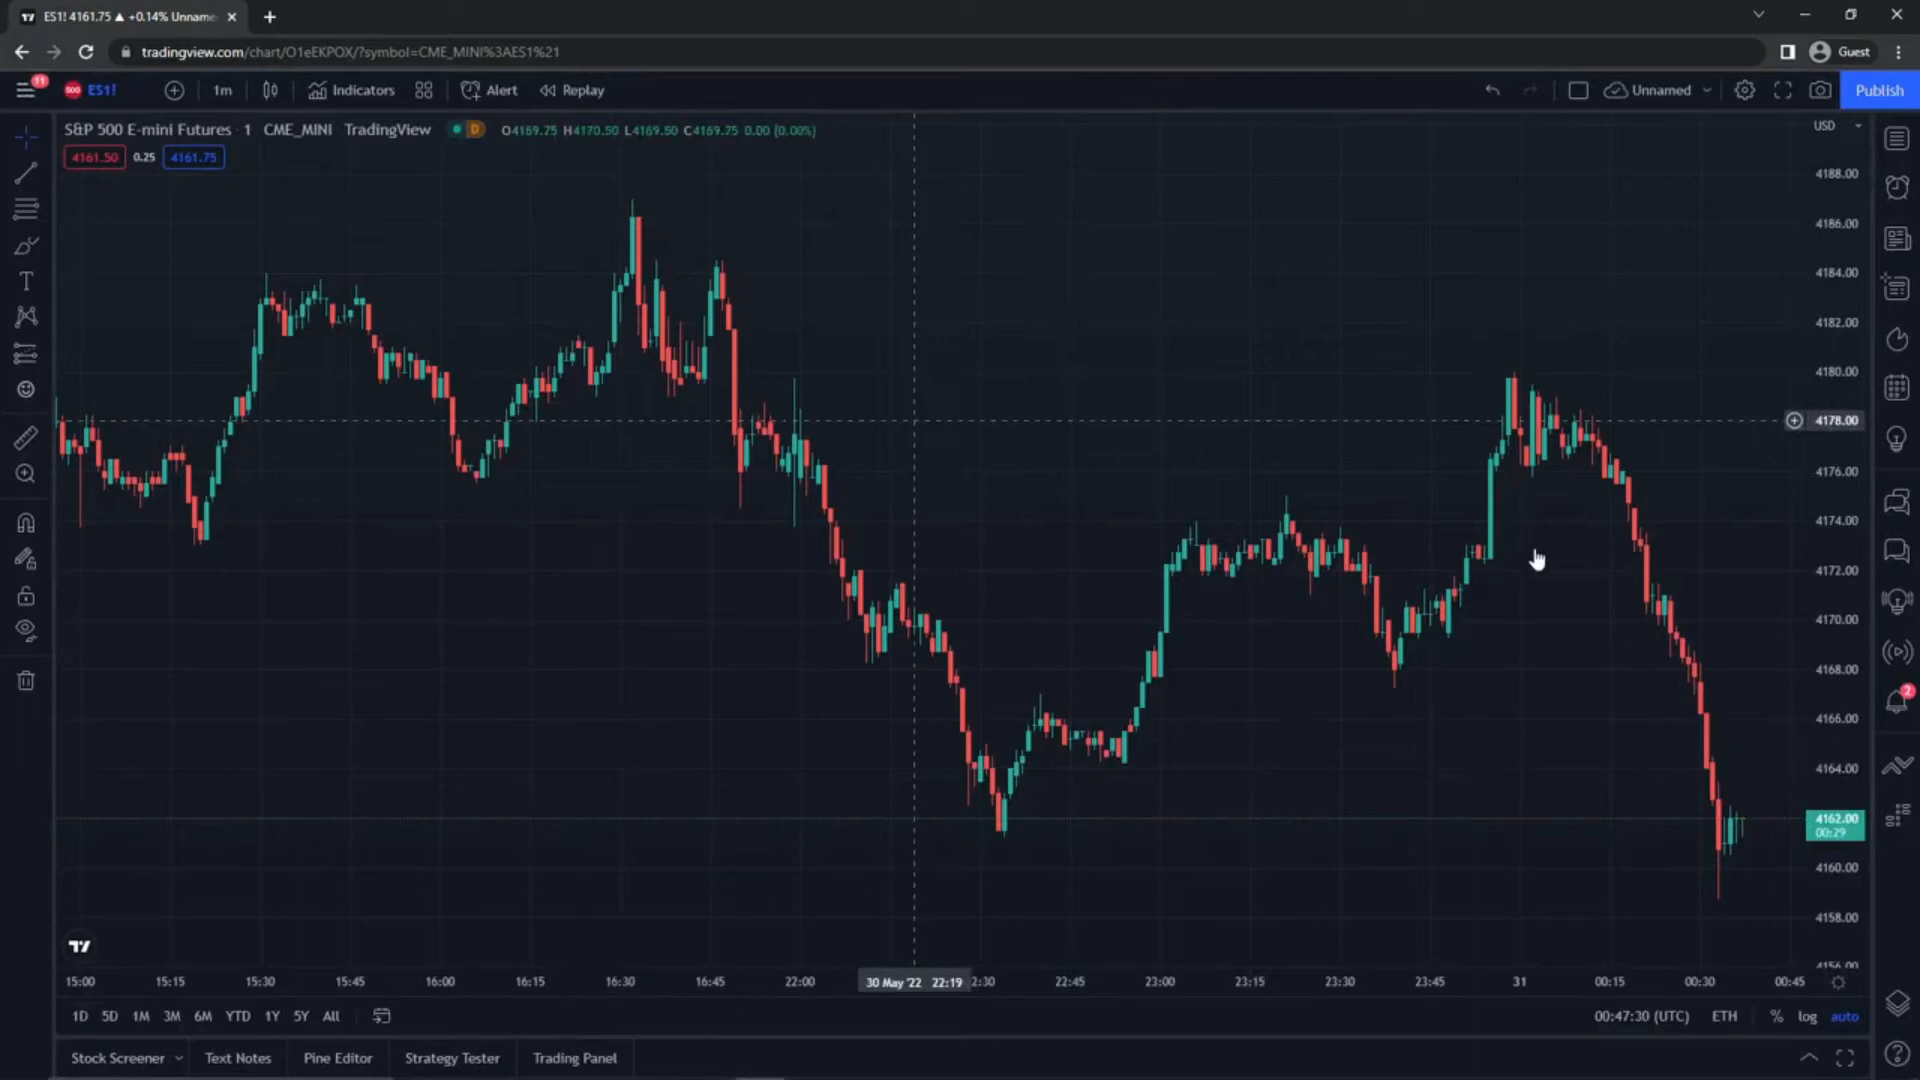 ES1! 4161.75 ▲ +0.14% Unname
tradingview.com/chart/O1eEKPOX/?symbol=CME_MINI%3AES1%21
Guest
11
500 ES1! 1m Indicators Alert Replay Unnamed Publish
S&P 500 E-mini Futures · 1 CME_MINI TradingView D O4169.75 H4170.50 L4169.50 C4169.75 0.00 (0.00%)
USD
4161.50 0.25 4161.75
4188.00
4186.00
4184.00
4182.00
4180.00
4178.00
4176.00
4174.00
4172.00
4170.00
4168.00
4166.00
2
4164.00
4162.00
00:29
4160.00
4158.00
4156.00
15:00 15:15 15:30 15:45 16:00 16:15 16:30 16:45 22:00 30 May '22 22:19 2:30 22:45 23:00 23:15 23:30 23:45 31 00:15 00:30 00:45
1D 5D 1M 3M 6M YTD 1Y 5Y All 00:47:30 (UTC) ETH % log auto
Stock Screener Text Notes Pine Editor Strategy Tester Trading Panel